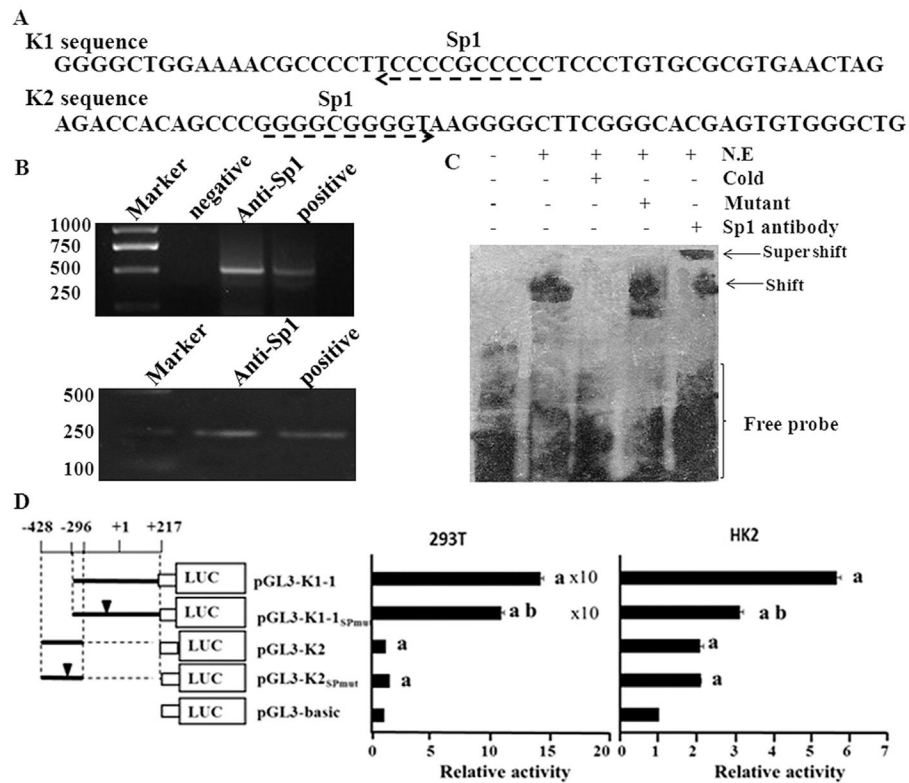 A
K1 sequence Sp1
GGGGCTGGAAAACGCCCCTTCCCCGCCCCCTCCCTGTGCGCGTGAACTAG
K2 sequence Sp1
AGACCACAGCCCGGGGCGGGGTAAGGGGCTTCGGGCACGAGTGTGGGCTG
B
Marker negative Anti-Sp1 positive
1000
750
500
250
Marker Anti-Sp1 positive
500
250
100
C
- + + + + N.E
- - + - - Cold
- - - + - Mutant
- - - - + Sp1 antibody
Supershift
Shift
Free probe
D
-428 -296 +1 +217
LUC pGL3-K1-1
LUC pGL3-K1-1SPmut
LUC pGL3-K2
LUC pGL3-K2SPmut
LUC pGL3-basic
293T
a x10
a b x10
a
a
0 5 10 15 20
Relative activity
HK2
a
a b
a
a
0 1 2 3 4 5 6 7
Relative activity